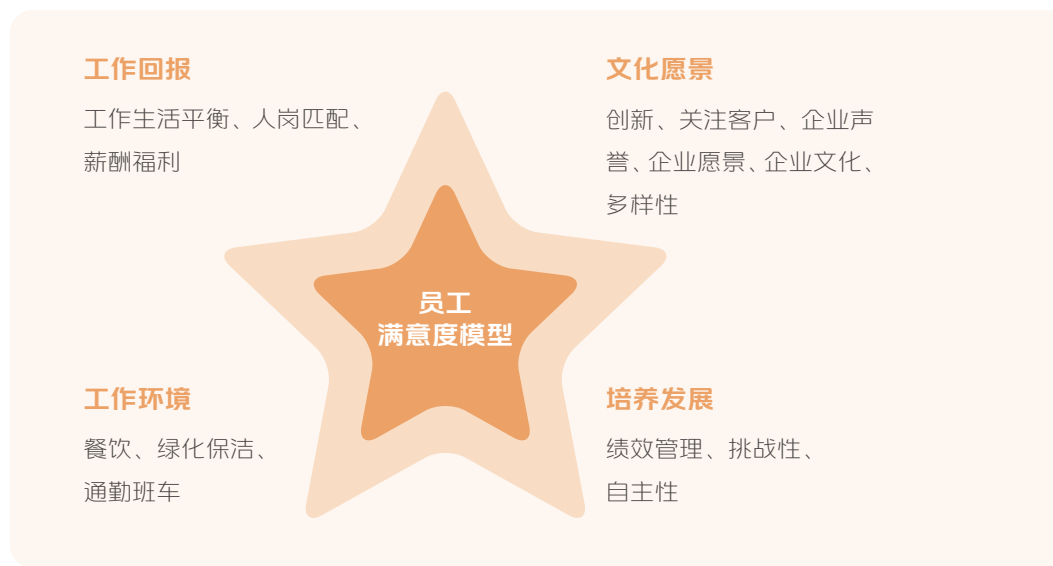 工作回报
工作生活平衡、人岗匹配、
薪酬福利
文化愿景
创新、关注客户、企业声
誉、企业愿景、企业文化、
多样性
员工
满意度模型
工作环境
餐饮、绿化保洁、
通勤班车
培养发展
绩效管理、挑战性、
自主性